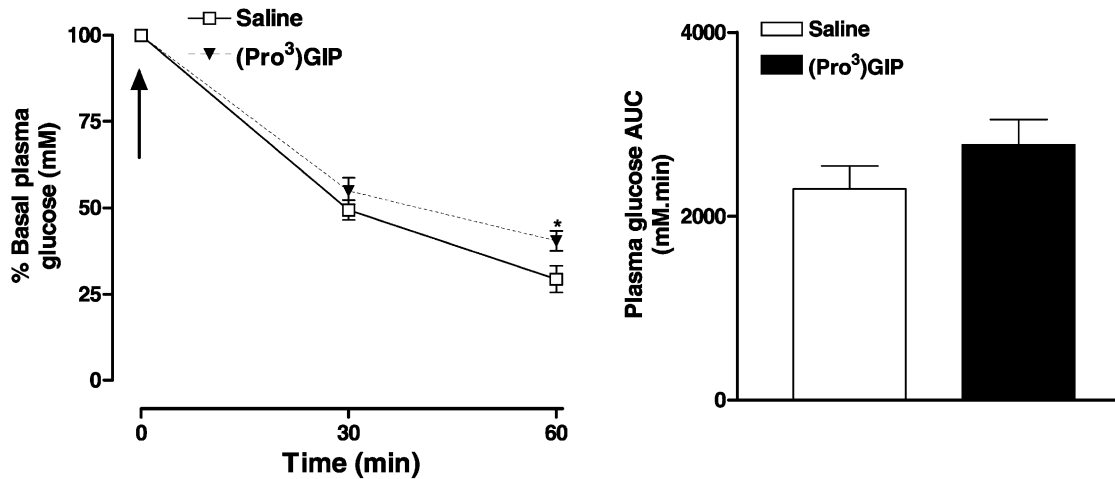 Saline
(Pro³)GIP
% Basal plasma
glucose (mM)
100
75
50
25
0
*
0
30
60
Time (min)
Saline
(Pro³)GIP
Plasma glucose AUC
(mM.min)
4000
2000
0